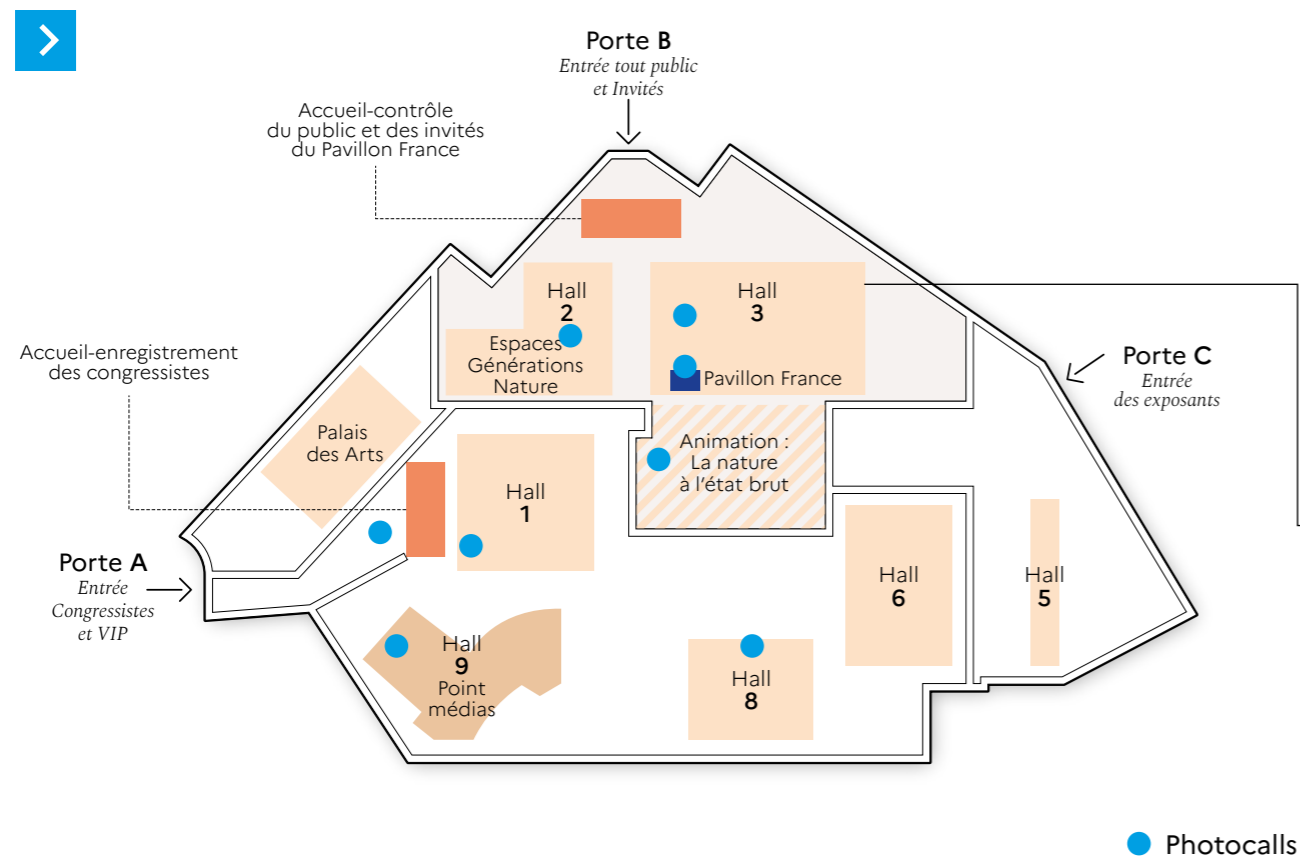 Porte B
Entrée tout public
et Invités
Accueil-contrôle
du public et des invités
du Pavillon France
Hall
2
Espaces
Générations
Nature
Hall
3
Pavillon France
Porte C
Entrée
des exposants
Accueil-enregistrement
des congressistes
Palais
des Arts
Animation :
La nature
à l'état brut
Hall
1
Porte A
Entrée
Congressistes
et VIP
Hall
6
Hall
5
Hall
9
Point
médias
Hall
8
Photocalls